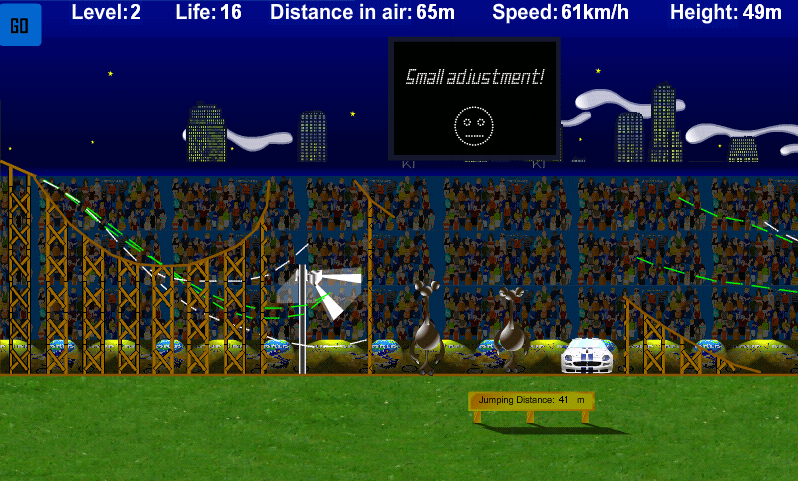 GO
Level: 2 Life: 16 Distance in air: 65m Speed: 61km/h Height: 49m
Small adjustment!
Jumping Distance: 41 m